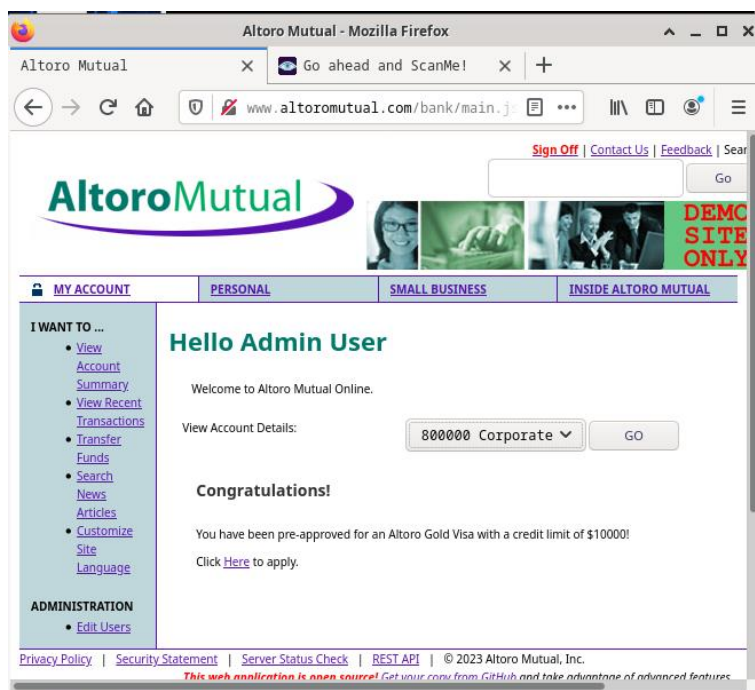 Altoro Mutual - Mozilla Firefox
Altoro Mutual
Go ahead and ScanMe!
www.altoromutual.com/bank/main.j
Sign Off | Contact Us | Feedback | Sear
Go
AltoroMutual
DEMO
SITE
ONLY
MY ACCOUNT
PERSONAL
SMALL BUSINESS
INSIDE ALTORO MUTUAL
I WANT TO ...
• View
Account
Summary
• View Recent
Transactions
• Transfer
Funds
• Search
News
Articles
• Customize
Site
Language
ADMINISTRATION
• Edit Users
Hello Admin User
Welcome to Altoro Mutual Online.
View Account Details:
800000 Corporate
GO
Congratulations!
You have been pre-approved for an Altoro Gold Visa with a credit limit of $10000!
Click Here to apply.
Privacy Policy | Security Statement | Server Status Check | REST API | © 2023 Altoro Mutual, Inc.
This web application is open source! Get your copy from GitHub and take advantage of advanced features